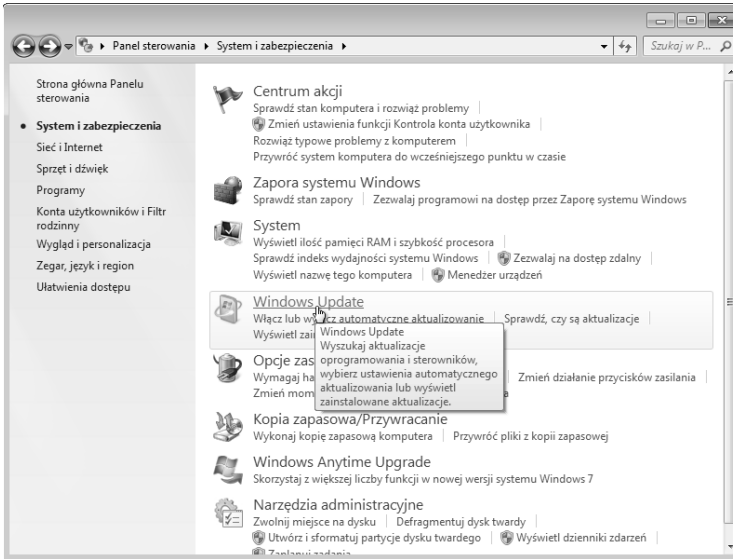 Panel sterowania ▸ System i zabezpieczenia ▸
Szukaj w P...
Strona główna Panelu
sterowania
System i zabezpieczenia
Sieć i Internet
Sprzęt i dźwięk
Programy
Konta użytkowników i Filtr
rodzinny
Wygląd i personalizacja
Zegar, język i region
Ułatwienia dostępu
Centrum akcji
Sprawdź stan komputera i rozwiąż problemy
Zmień ustawienia funkcji Kontrola konta użytkownika
Rozwiąż typowe problemy z komputerem
Przywróć system komputera do wcześniejszego punktu w czasie
Zapora systemu Windows
Sprawdź stan zapory Zezwalaj programowi na dostęp przez Zaporę systemu Windows
System
Wyświetl ilość pamięci RAM i szybkość procesora
Sprawdź indeks wydajności systemu Windows Zezwalaj na dostęp zdalny
Wyświetl nazwę tego komputera Menedżer urządzeń
Windows Update
Włącz lub automatyczne aktualizowanie Sprawdź, czy są aktualizacje
Wyświetl
Windows Update
Wyszukaj aktualizacje
oprogramowania i sterowników,
wybierz ustawienia automatycznego
aktualizowania lub wyświetl
zainstalowane aktualizacje.
Opcje zas
Wymagaj ha Zmień działanie przycisków zasilania
Zmień mom
Kopia zapasowa/Przywracanie
Wykonaj kopię zapasową komputera Przywróć pliki z kopii zapasowej
Windows Anytime Upgrade
Skorzystaj z większej liczby funkcji w nowej wersji systemu Windows 7
Narzędzia administracyjne
Zwolnij miejsce na dysku Defragmentuj dysk twardy
Utwórz i sformatuj partycje dysku twardego Wyświetl dzienniki zdarzeń
Zaplanuj zadania